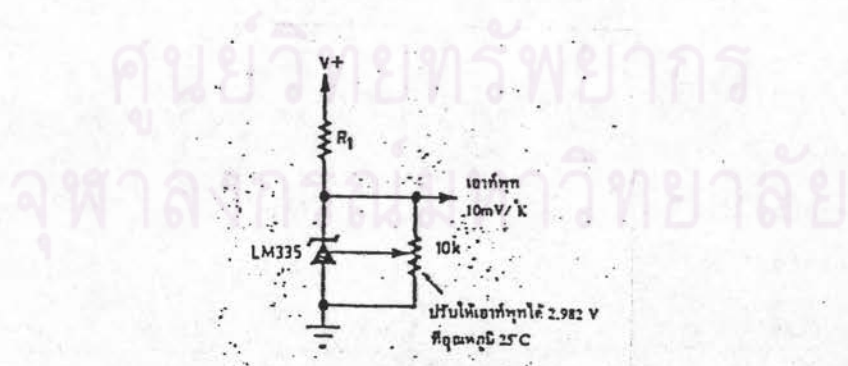 ศูนย์วิทยทรัพยากร
จุฬาลงกรณ์มหาวิทยาลัย
V+
R1
เอาท์พุท
10mV/°K
LM335
10k
ปรับให้เอาท์พุทได้ 2.982 V
ที่อุณหภูมิ 25°C